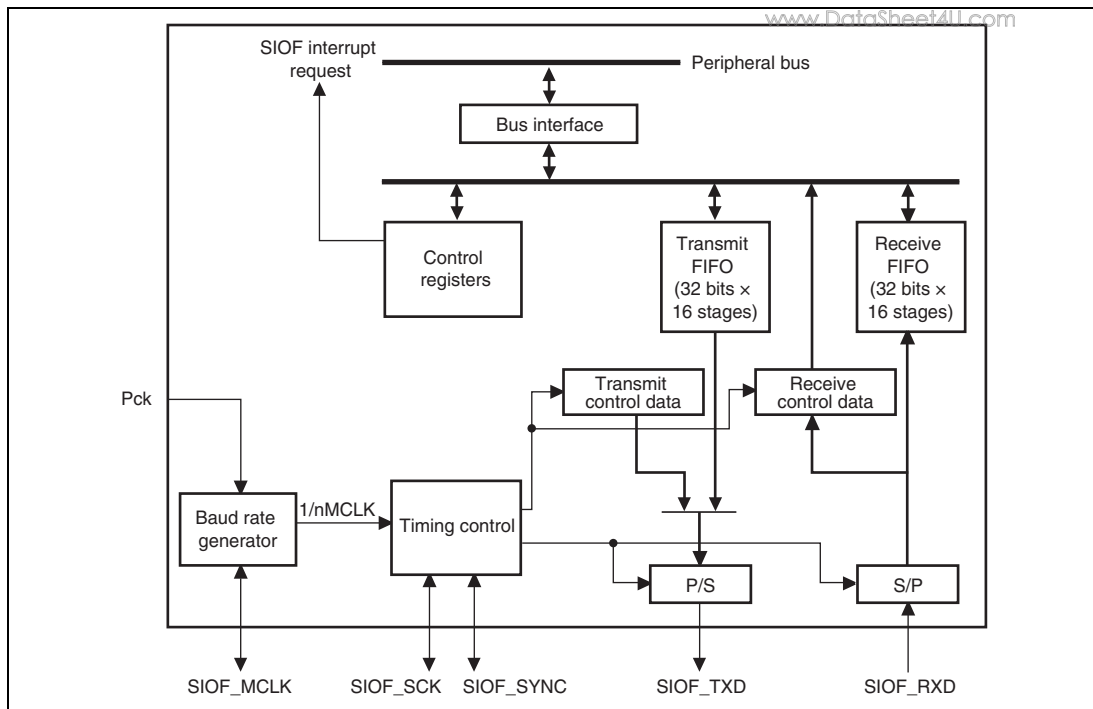 www.DataSheet4U.com
SIOF interrupt
request
Peripheral bus
Bus interface
Control
registers
Transmit
FIFO
(32 bits ×
16 stages)
Receive
FIFO
(32 bits ×
16 stages)
Pck
Transmit
control data
Receive
control data
Baud rate
generator
1/nMCLK
Timing control
P/S
S/P
SIOF_MCLK
SIOF_SCK
SIOF_SYNC
SIOF_TXD
SIOF_RXD